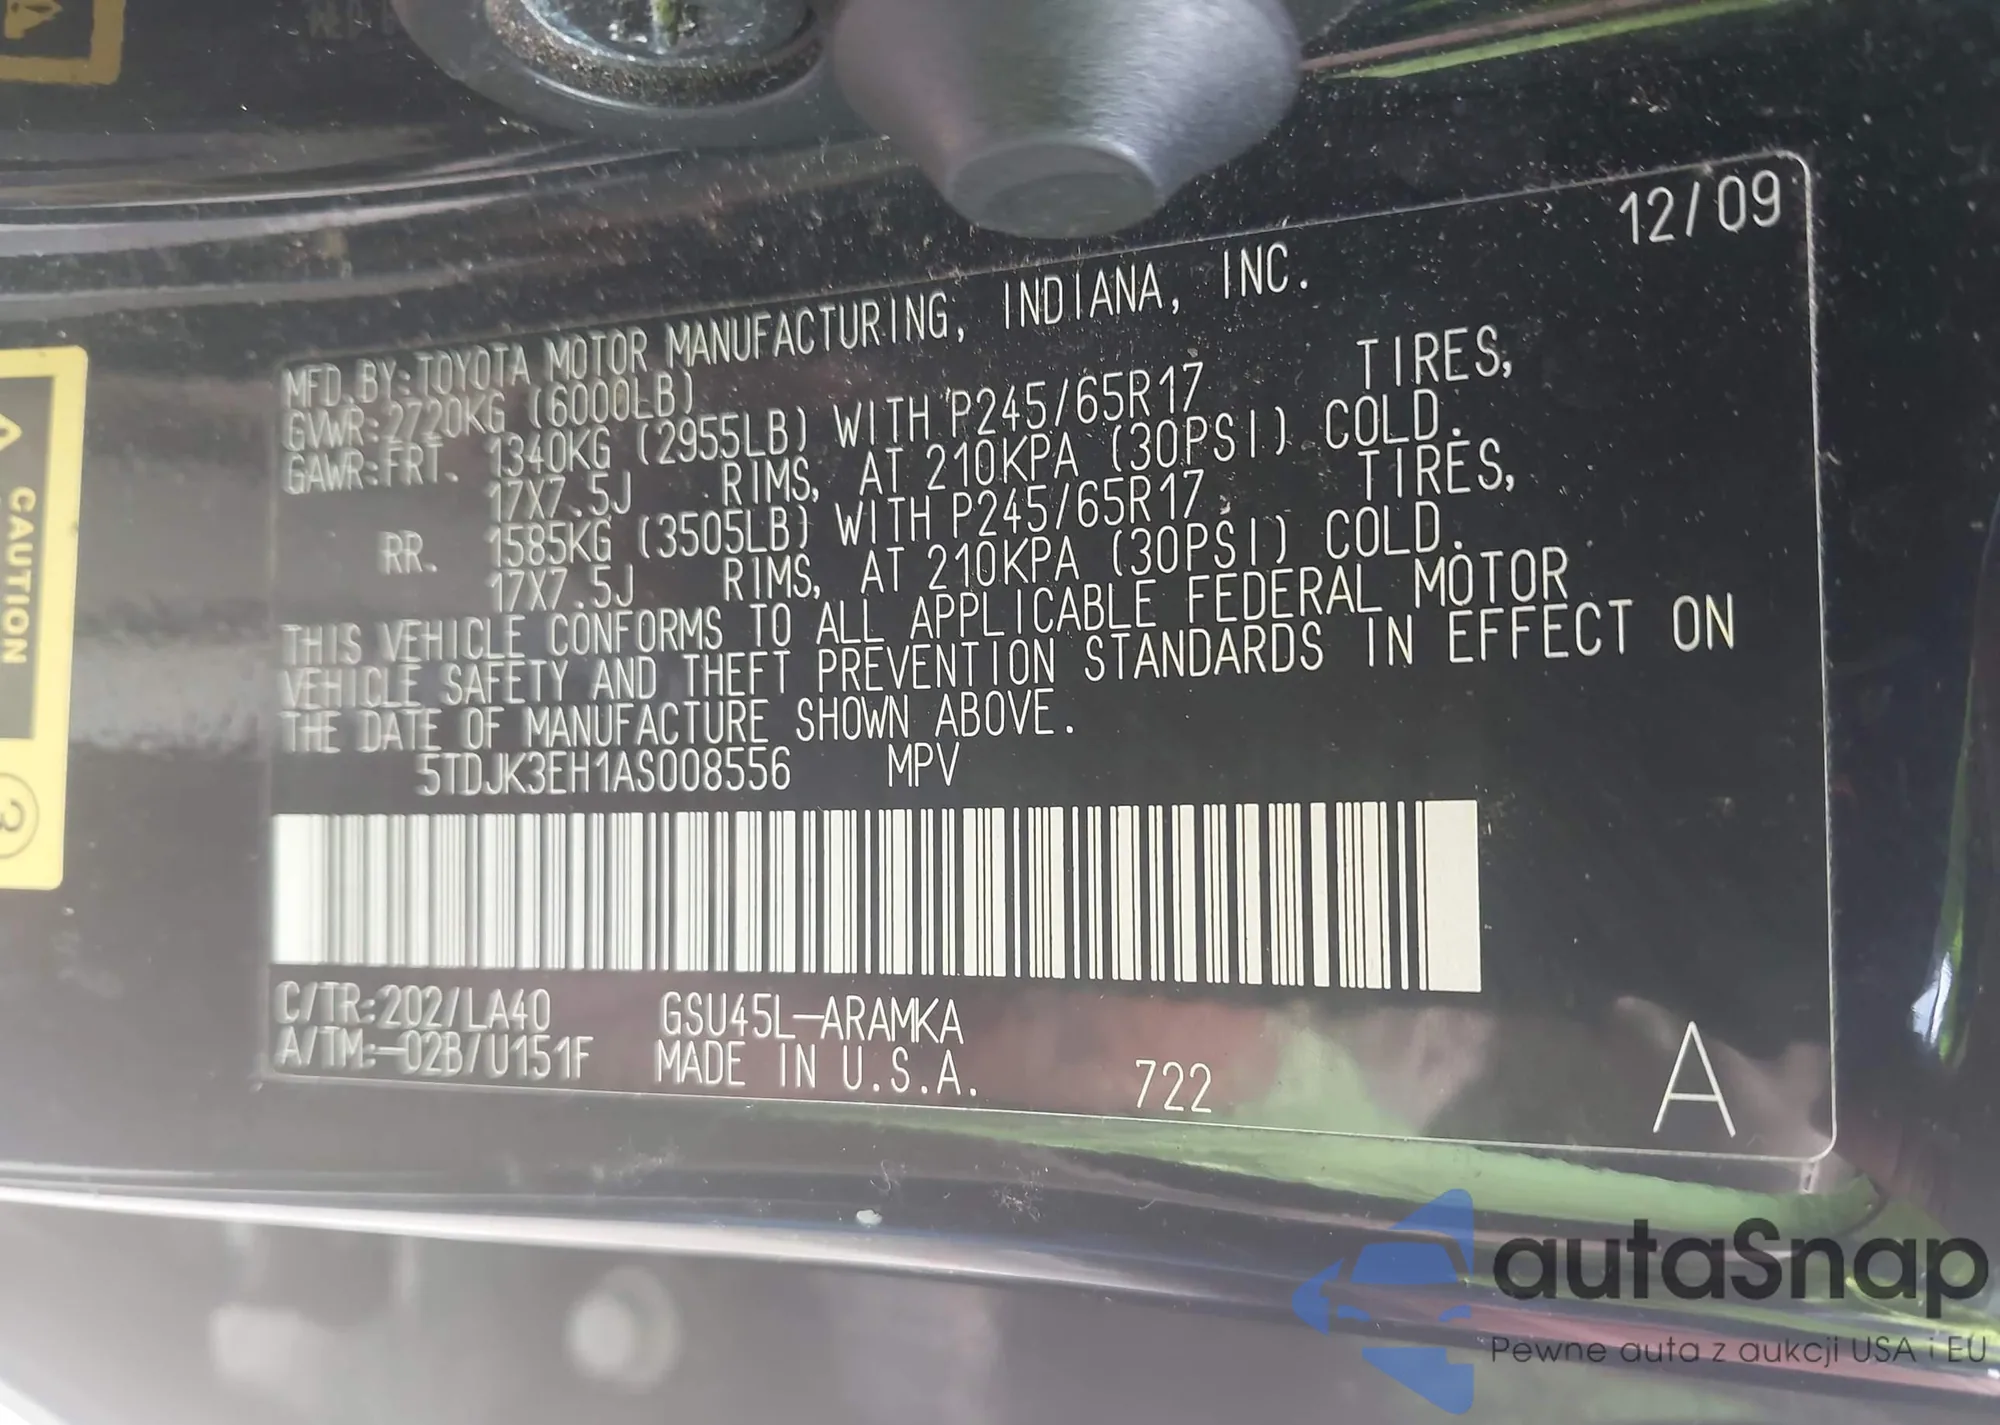 12/09
MFD.BY:TOYOTA MOTOR MANUFACTURING, INDIANA, INC.
GVWR:2720KG (6000LB)
GAWR:FRT. 1340KG (2955LB) WITH P245/65R17 TIRES,
17X7.5J RIMS, AT 210KPA (30PSI) COLD.
RR. 1585KG (3505LB) WITH P245/65R17 TIRES,
17X7.5J RIMS, AT 210KPA (30PSI) COLD.
THIS VEHICLE CONFORMS TO ALL APPLICABLE FEDERAL MOTOR
VEHICLE SAFETY AND THEFT PREVENTION STANDARDS IN EFFECT ON
THE DATE OF MANUFACTURE SHOWN ABOVE.
5TDJK3EH1AS008556 MPV
C/TR:202/LA40 GSU45L-ARAMKA
A/TM:-02B/U151F MADE IN U.S.A. 722 A
CAUTION
3
autaSnap
Pewne auta z aukcji USA i EU